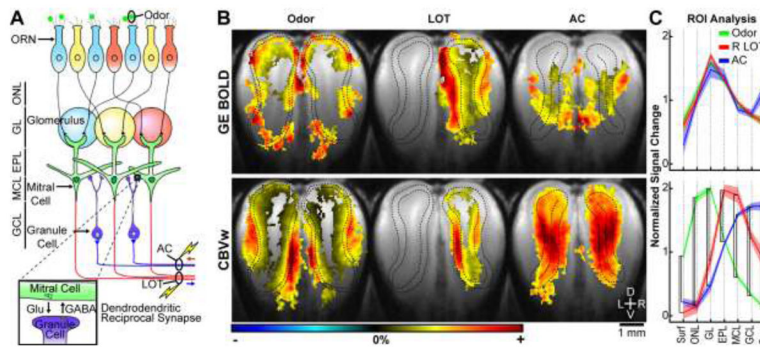 A
Odor
ORN
ONL
GL
Glomerulus
EPL
MCL
Mitral
Cell
GCL
Granule
Cell
AC
LOT
Mitral Cell
Glu
GABA
Granule
Cell
Dendrodendritic
Reciprocal Synapse
B
Odor
LOT
AC
GE BOLD
CBVw
D
L
R
V
-
0%
+
1 mm
C
ROI Analysis
Odor
R LOT
AC
Normalized Signal Change
2
1
0
2
1
0
Surf
ONL
GL
EPL
MCL
GCL